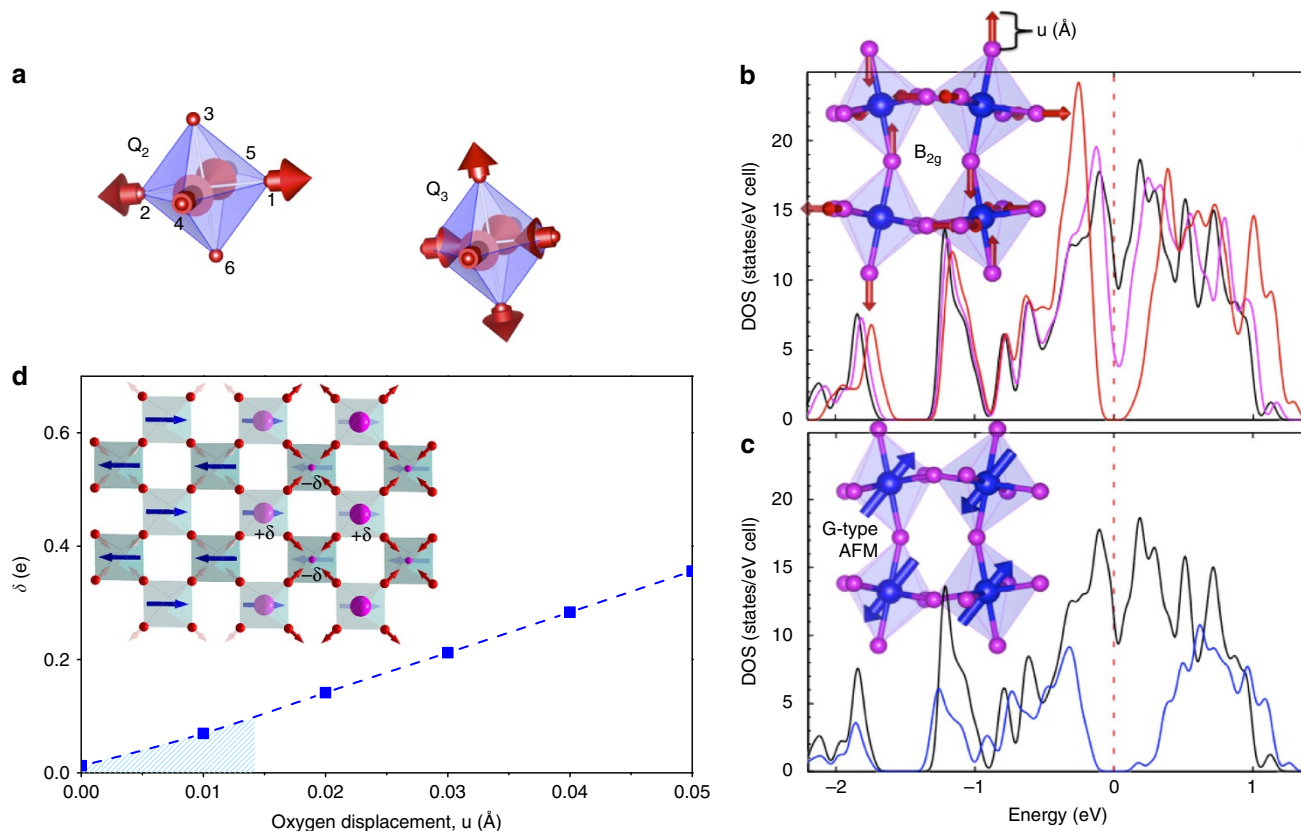 a
Q2
3
5
1
2
4
6
Q3
b
u (Å)
B2g
DOS (states/eV cell)
20
15
10
5
0
c
G-type
AFM
DOS (states/eV cell)
20
15
10
5
0
−2
−1
0
1
Energy (eV)
d
−δ
+δ
+δ
−δ
δ (e)
0.6
0.4
0.2
0.0
0.00
0.01
0.02
0.03
0.04
0.05
Oxygen displacement, u (Å)